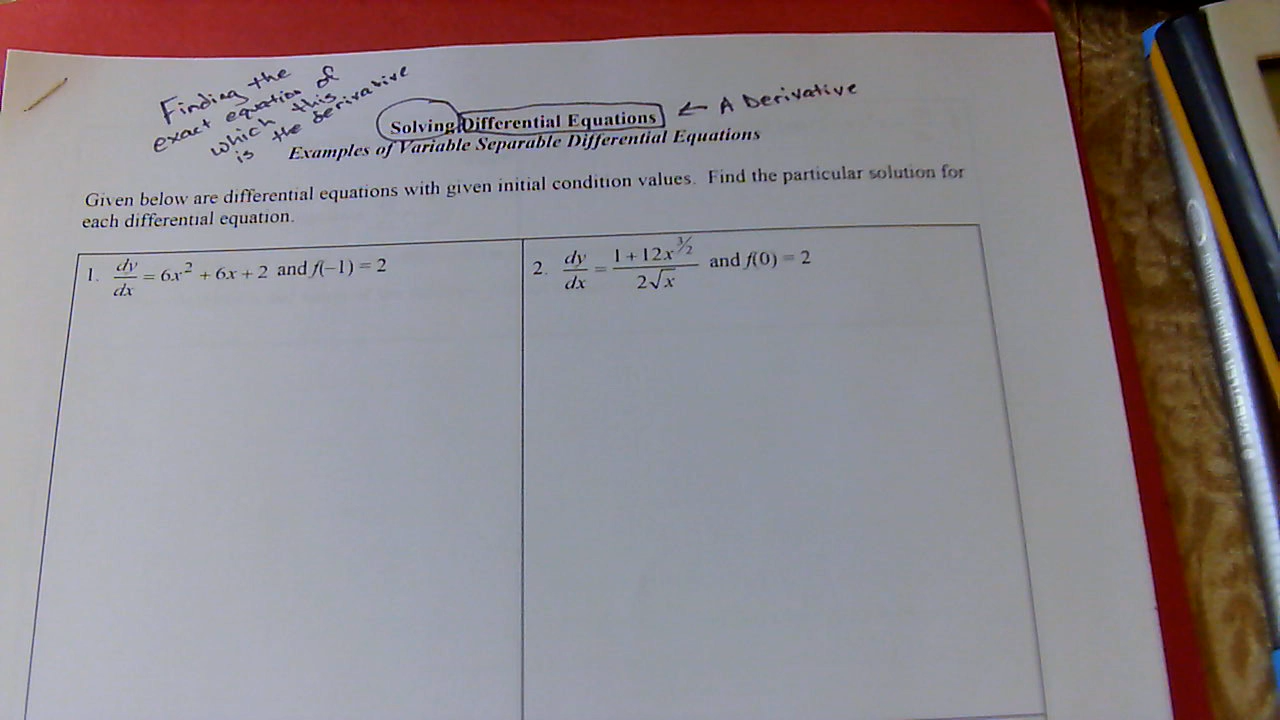 Finding the
exact equation of
which this
is the derivative
Solving Differential Equations
← A Derivative
Examples of Variable Separable Differential Equations
Given below are differential equations with given initial condition values. Find the particular solution for
each differential equation.
1. dy/dx = 6x² + 6x + 2 and f(−1) = 2
2. dy/dx = (1 + 12x^(3/2))/(2√x) and f(0) = 2